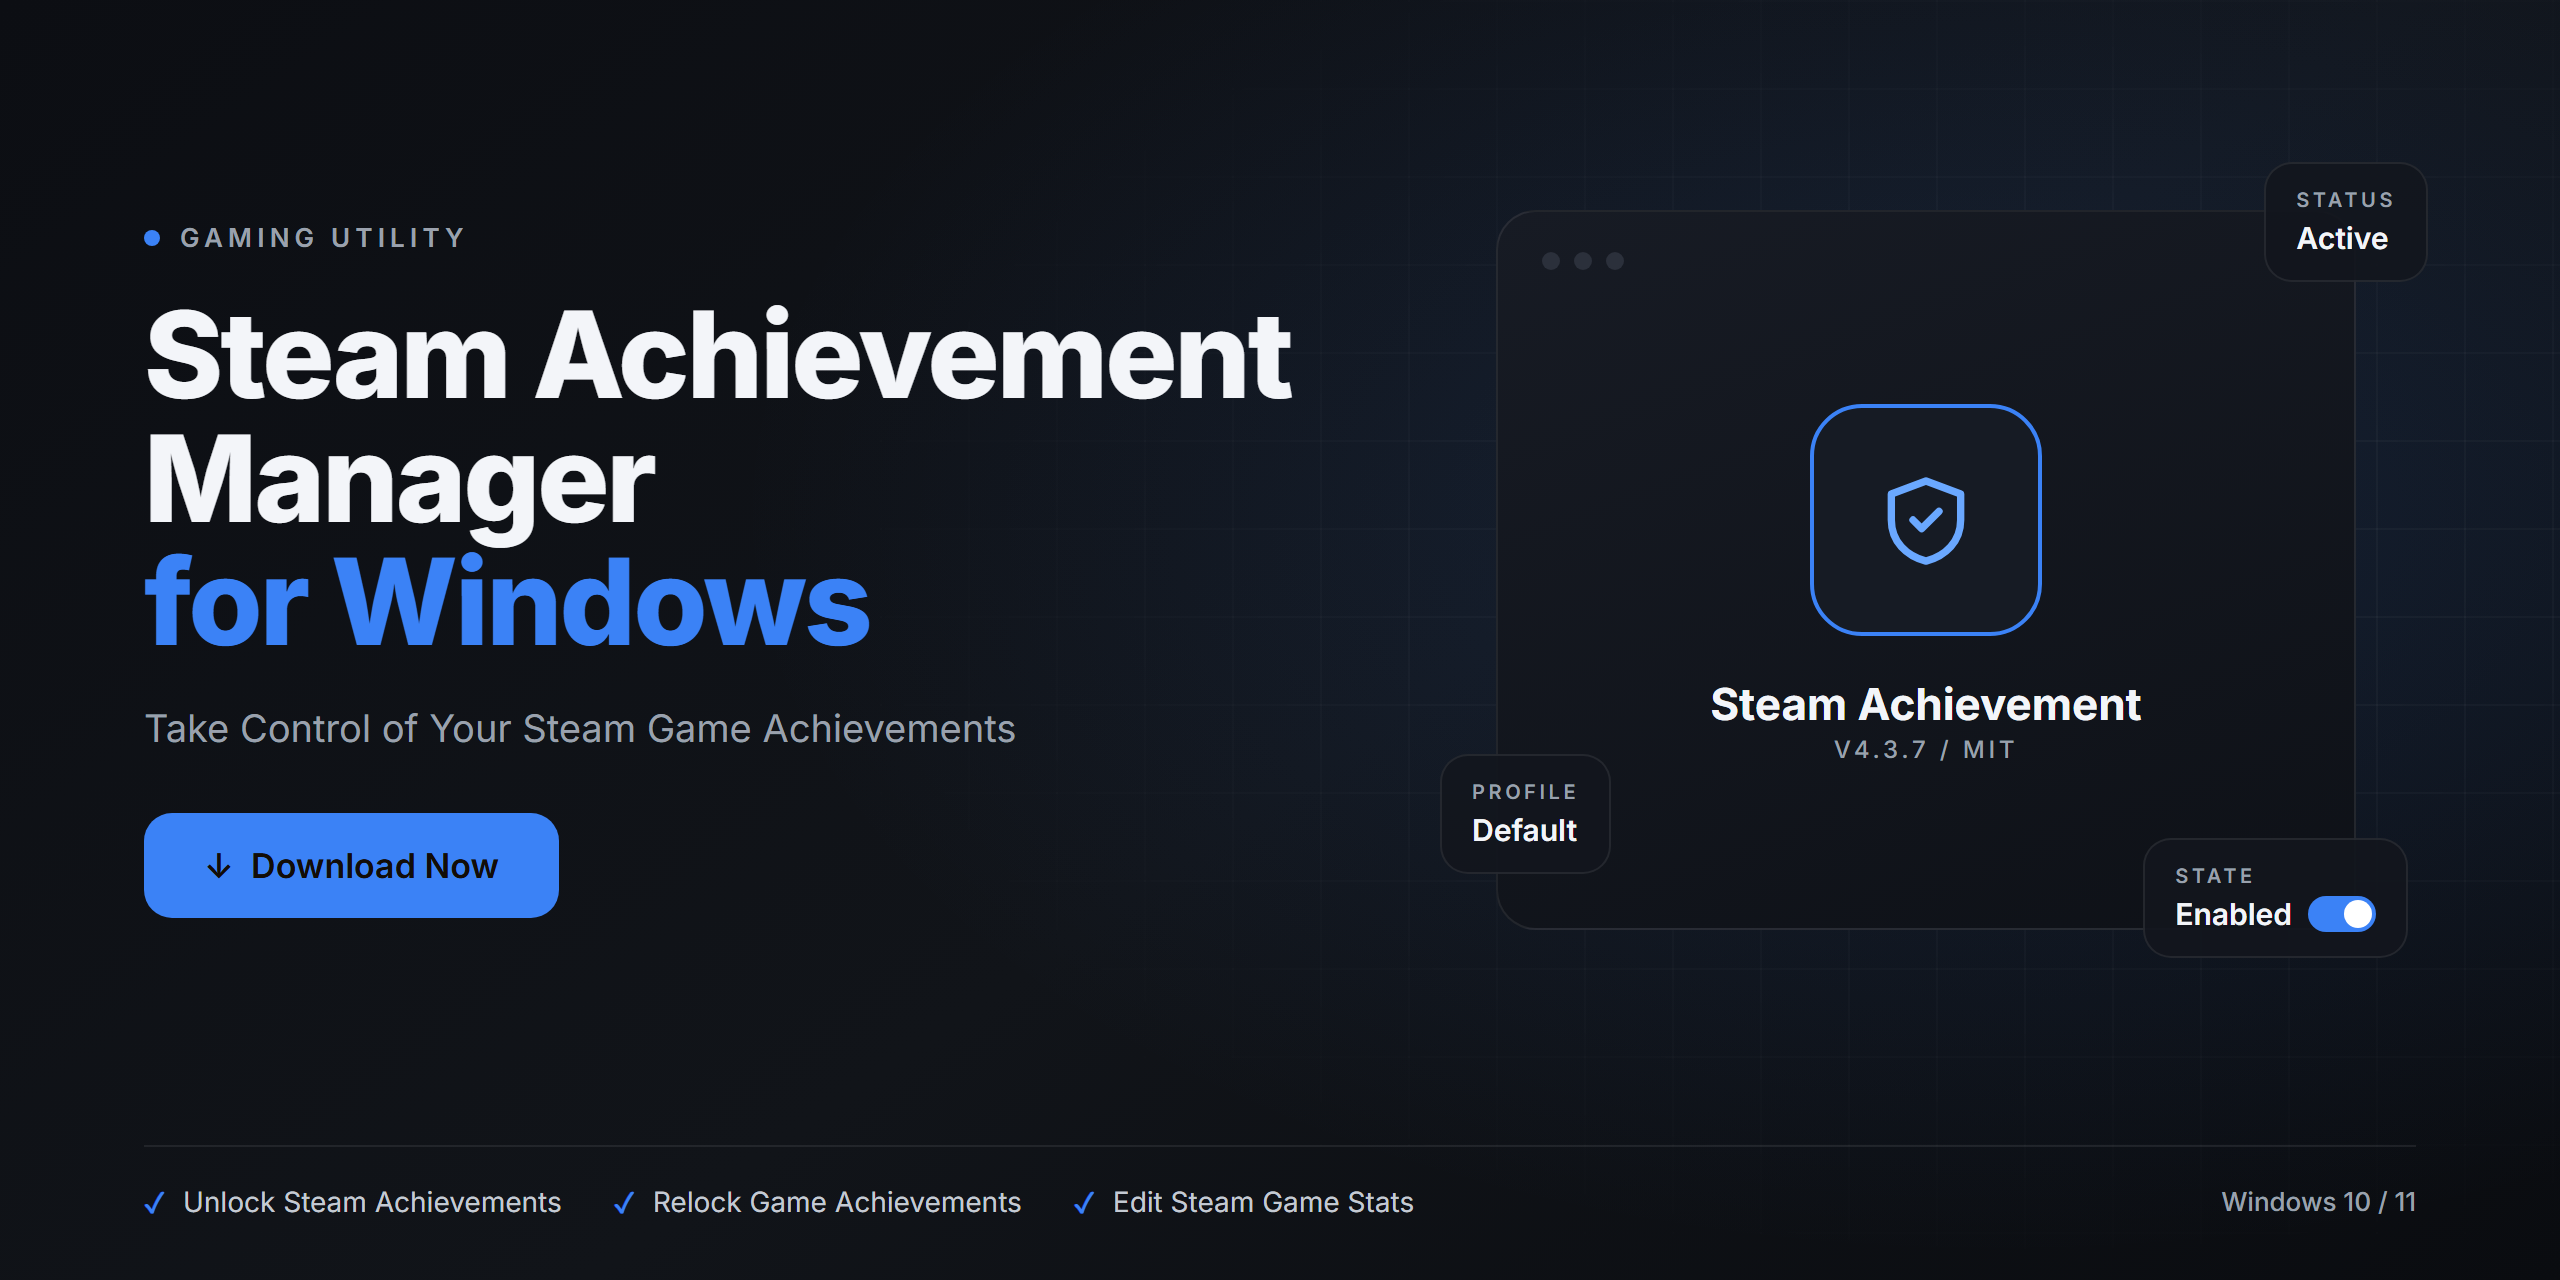 GAMING UTILITY
Steam Achievement
Manager
for Windows
Take Control of Your Steam Game Achievements
↓ Download Now
STATUS
Active
Steam Achievement
V4.3.7 / MIT
PROFILE
Default
STATE
Enabled
✓ Unlock Steam Achievements
✓ Relock Game Achievements
✓ Edit Steam Game Stats
Windows 10 / 11